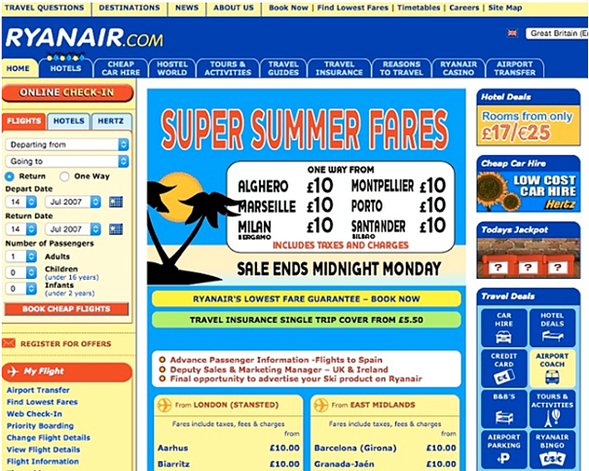 TRAVEL QUESTIONS | DESTINATIONS | NEWS | ABOUT US | Book Now | Find Lowest Fares | Timetables | Careers | Site Map
RYANAIR.COM
Great Britain (E
HOME
HOTELS
CHEAP CAR HIRE
HOSTEL WORLD
TOURS & ACTIVITIES
TRAVEL GUIDES
TRAVEL INSURANCE
REASONS TO TRAVEL
RYANAIR CASINO
AIRPORT TRANSFER
ONLINE CHECK-IN
FLIGHTS HOTELS HERTZ
Departing from
Going to
Return One Way
Depart Date
14 Jul 2007
Return Date
14 Jul 2007
Number of Passengers
1 Adults
0 Children
(under 16 years)
0 Infants
(under 2 years)
BOOK CHEAP FLIGHTS
REGISTER FOR OFFERS
My Flight
Airport Transfer
Find Lowest Fares
Web Check-In
Priority Boarding
Change Flight Details
View Flight Details
Flight Information
SUPER SUMMER FARES
ONE WAY FROM
ALGHERO £10 MONTPELLIER £10
MARSEILLE £10 PORTO £10
MILAN £10 SANTANDER £10
BERGAMO BILBAO
INCLUDES TAXES AND CHARGES
SALE ENDS MIDNIGHT MONDAY
RYANAIR'S LOWEST FARE GUARANTEE – BOOK NOW
TRAVEL INSURANCE SINGLE TRIP COVER FROM £5.50
Advance Passenger Information -Flights to Spain
Deputy Sales & Marketing Manager – UK & Ireland
Final opportunity to advertise your Ski product on Ryanair
From LONDON (STANSTED)
Fares include taxes, fees & charges
from
Aarhus £10.00
Biarritz £10.00
From EAST MIDLANDS
Fares include taxes, fees & charges
from
Barcelona (Girona) £10.00
Granada-Jaén £10.00
Hotel Deals
Rooms from only
£17/€25
Cheap Car Hire
LOW COST
CAR HIRE
Hertz
Todays Jackpot
? ? ?
Travel Deals
CAR HIRE
HOTEL DEALS
CREDIT CARD
AIRPORT COACH
B&B'S
TOURS & ACTIVITIES
AIRPORT PARKING
RYANAIR BINGO